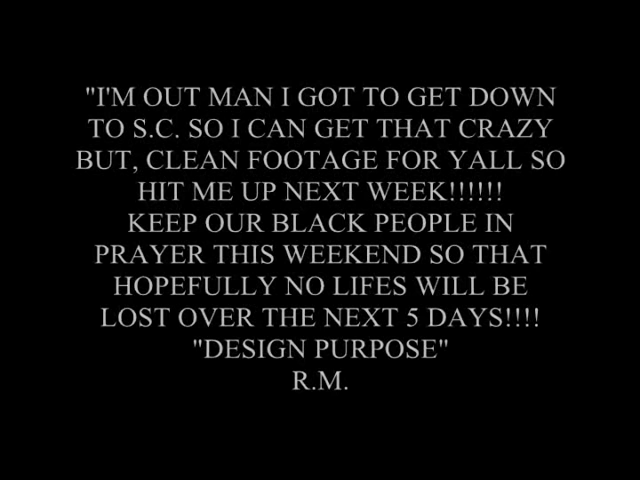 "I'M OUT MAN I GOT TO GET DOWN
TO S.C. SO I CAN GET THAT CRAZY
BUT, CLEAN FOOTAGE FOR YALL SO
HIT ME UP NEXT WEEK!!!!!!
KEEP OUR BLACK PEOPLE IN
PRAYER THIS WEEKEND SO THAT
HOPEFULLY NO LIFES WILL BE
LOST OVER THE NEXT 5 DAYS!!!!
"DESIGN PURPOSE"
R.M.